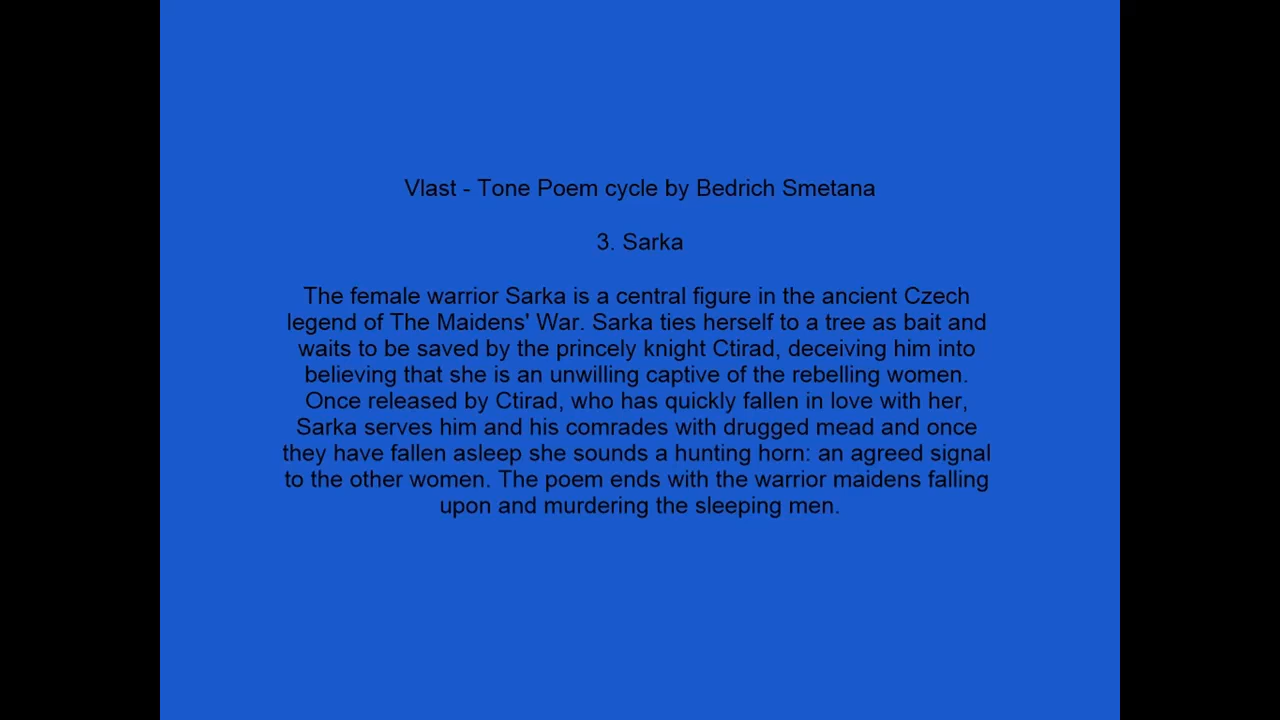 Vlast - Tone Poem cycle by Bedrich Smetana
3. Sarka
The female warrior Sarka is a central figure in the ancient Czech
legend of The Maidens' War. Sarka ties herself to a tree as bait and
waits to be saved by the princely knight Ctirad, deceiving him into
believing that she is an unwilling captive of the rebelling women.
Once released by Ctirad, who has quickly fallen in love with her,
Sarka serves him and his comrades with drugged mead and once
they have fallen asleep she sounds a hunting horn: an agreed signal
to the other women. The poem ends with the warrior maidens falling
upon and murdering the sleeping men.